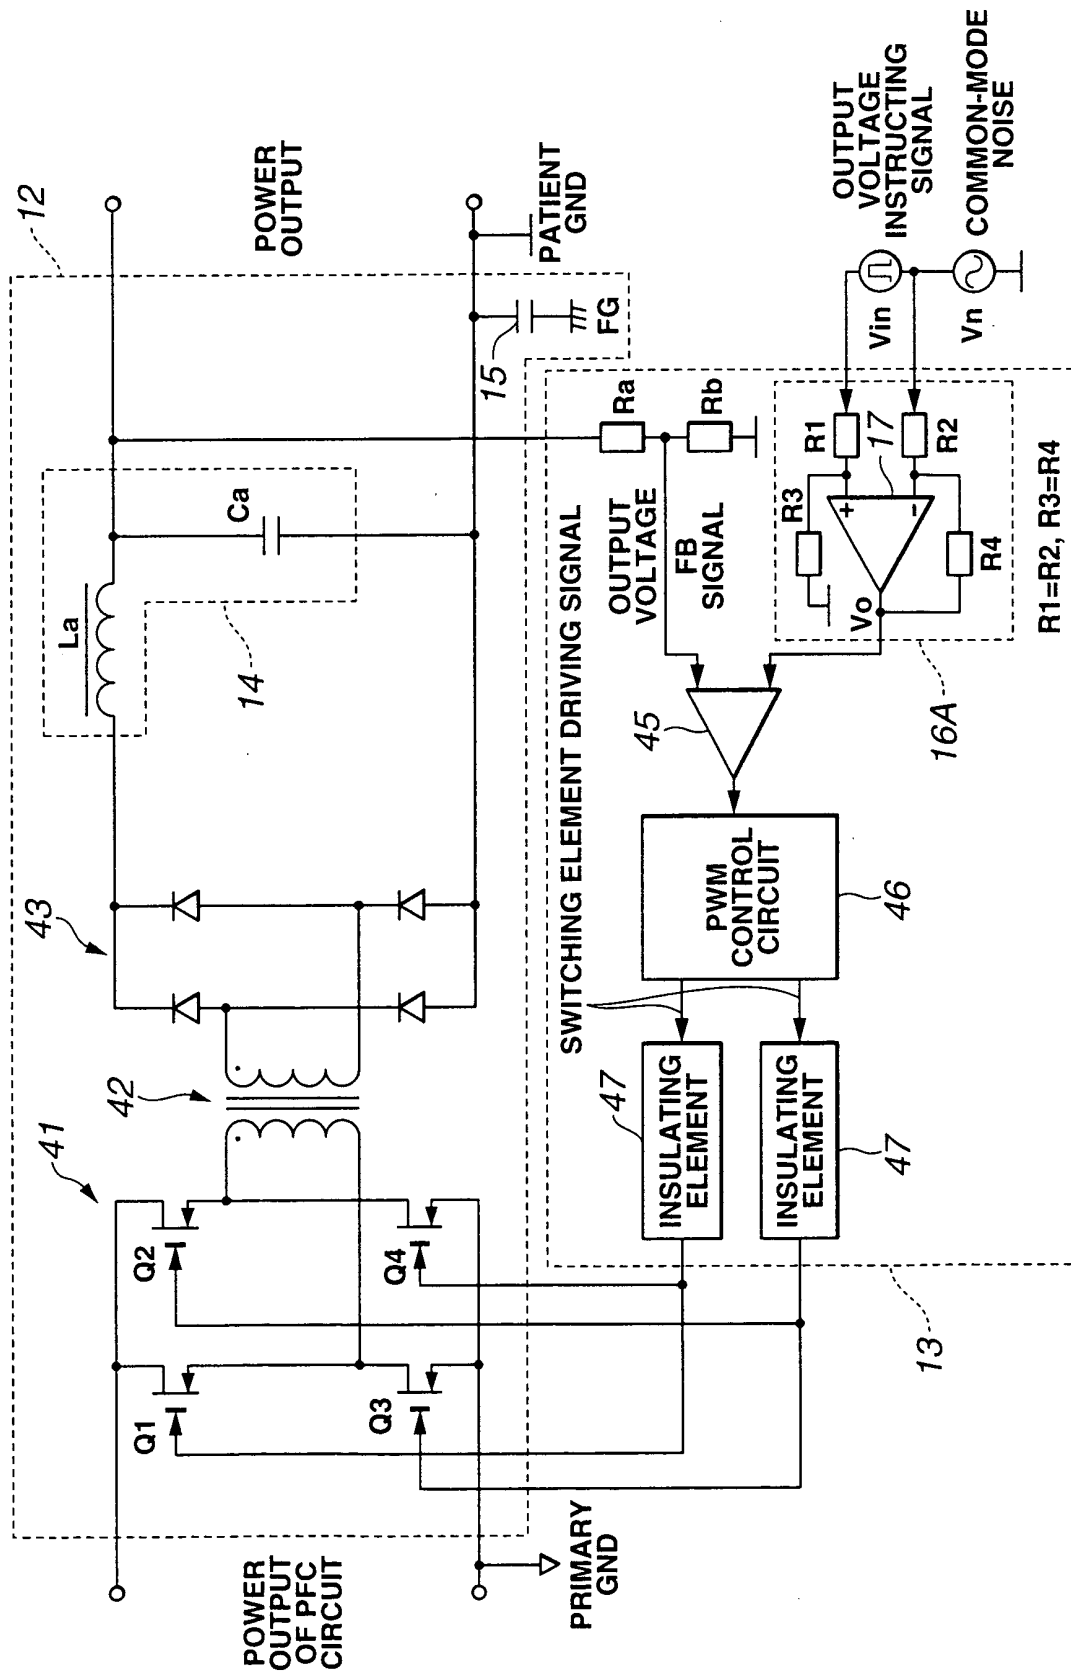 12
POWER
OUTPUT
PATIENT
GND
15
FG
La
Ca
14
43
42
41
Q2
Q4
Q1
Q3
POWER
OUTPUT
OF PFC
CIRCUIT
PRIMARY
GND
SWITCHING ELEMENT DRIVING SIGNAL
OUTPUT
VOLTAGE
FB
SIGNAL
Ra
Rb
45
PWM
CONTROL
CIRCUIT
46
INSULATING
ELEMENT
47
INSULATING
ELEMENT
47
13
R3
R1
17
R2
R4
+
−
Vo
16A
R1=R2, R3=R4
Vin
Vn
OUTPUT
VOLTAGE
INSTRUCTING
SIGNAL
COMMON-MODE
NOISE